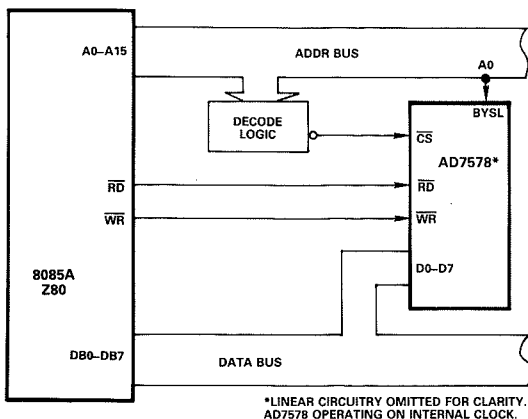 A0–A15
ADDR BUS
A0
BYSL
DECODE
LOGIC
CS
AD7578*
RD
RD
WR
WR
8085A
Z80
D0–D7
DB0–DB7
DATA BUS
*LINEAR CIRCUITRY OMITTED FOR CLARITY.
AD7578 OPERATING ON INTERNAL CLOCK.